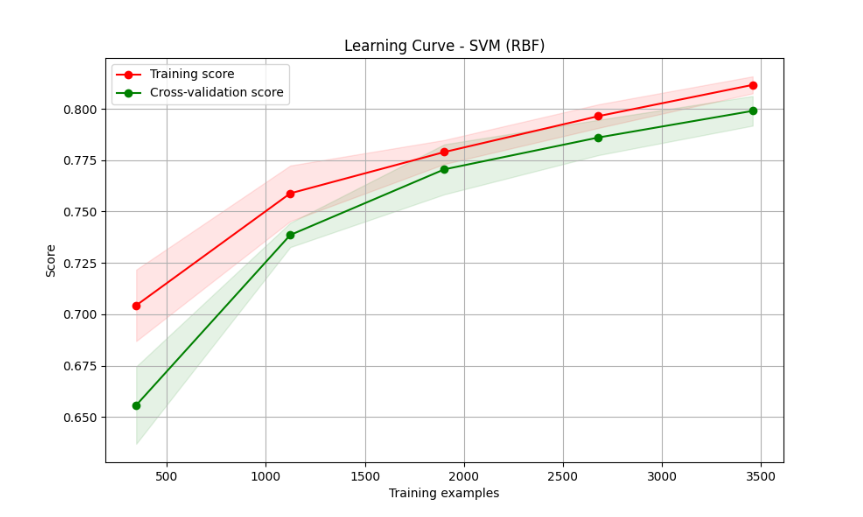 Learning Curve - SVM (RBF)
Training score
Cross-validation score
0.800
0.775
0.750
0.725
0.700
0.675
0.650
Score
500
1000
1500
2000
2500
3000
3500
Training examples